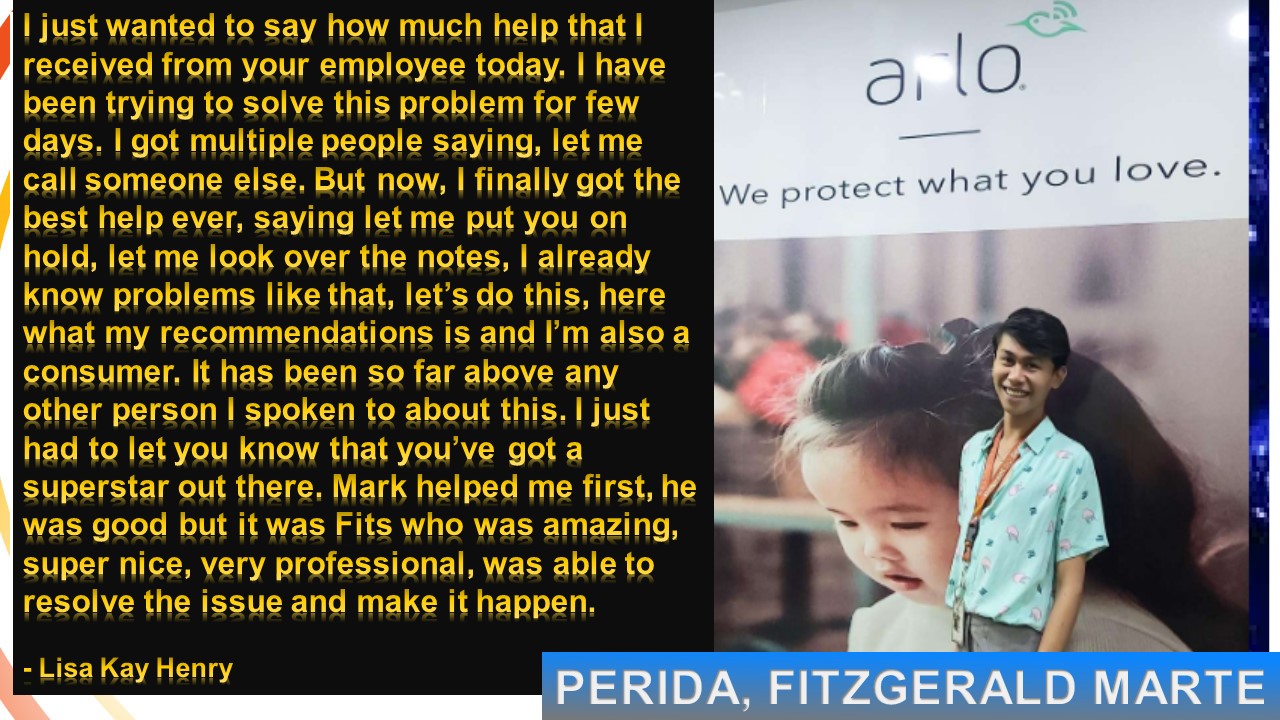 I just wanted to say how much help that I
received from your employee today. I have
been trying to solve this problem for few
days. I got multiple people saying, let me
call someone else. But now, I finally got the
best help ever, saying let me put you on
hold, let me look over the notes, I already
know problems like that, let's do this, here
what my recommendations is and I'm also a
consumer. It has been so far above any
other person I spoken to about this. I just
had to let you know that you've got a
superstar out there. Mark helped me first, he
was good but it was Fits who was amazing,
super nice, very professional, was able to
resolve the issue and make it happen.
- Lisa Kay Henry
arlo
We protect what you love.
PERIDA, FITZGERALD MARTE